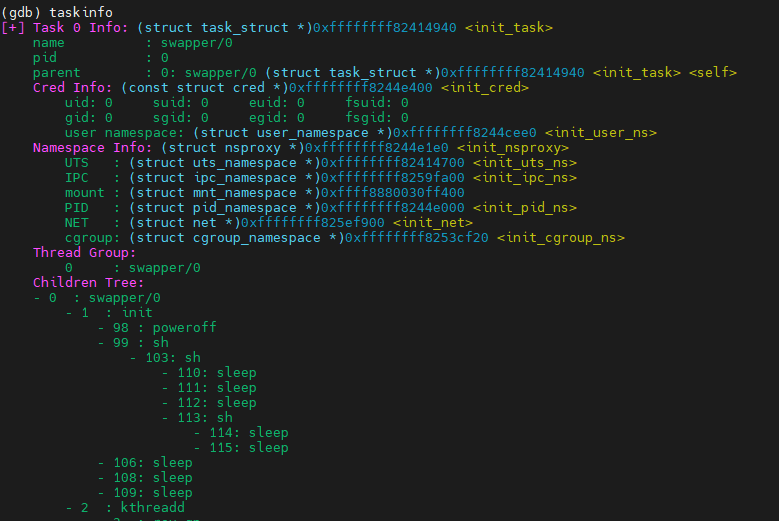 (gdb) taskinfo
[+] Task 0 Info: (struct task_struct *)0xffffffff82414940 <init_task>
name : swapper/0
pid : 0
parent : 0: swapper/0 (struct task_struct *)0xffffffff82414940 <init_task> <self>
Cred Info: (const struct cred *)0xffffffff8244e400 <init_cred>
uid: 0 suid: 0 euid: 0 fsuid: 0
gid: 0 sgid: 0 egid: 0 fsgid: 0
user namespace: (struct user_namespace *)0xffffffff8244cee0 <init_user_ns>
Namespace Info: (struct nsproxy *)0xffffffff8244e1e0 <init_nsproxy>
UTS : (struct uts_namespace *)0xffffffff82414700 <init_uts_ns>
IPC : (struct ipc_namespace *)0xffffffff8259fa00 <init_ipc_ns>
mount : (struct mnt_namespace *)0xffff8880030ff400
PID : (struct pid_namespace *)0xffffffff8244e000 <init_pid_ns>
NET : (struct net *)0xffffffff825ef900 <init_net>
cgroup: (struct cgroup_namespace *)0xffffffff8253cf20 <init_cgroup_ns>
Thread Group:
0 : swapper/0
Children Tree:
- 0 : swapper/0
- 1 : init
- 98 : poweroff
- 99 : sh
- 103: sh
- 110: sleep
- 111: sleep
- 112: sleep
- 113: sh
- 114: sleep
- 115: sleep
- 106: sleep
- 108: sleep
- 109: sleep
- 2 : kthreadd